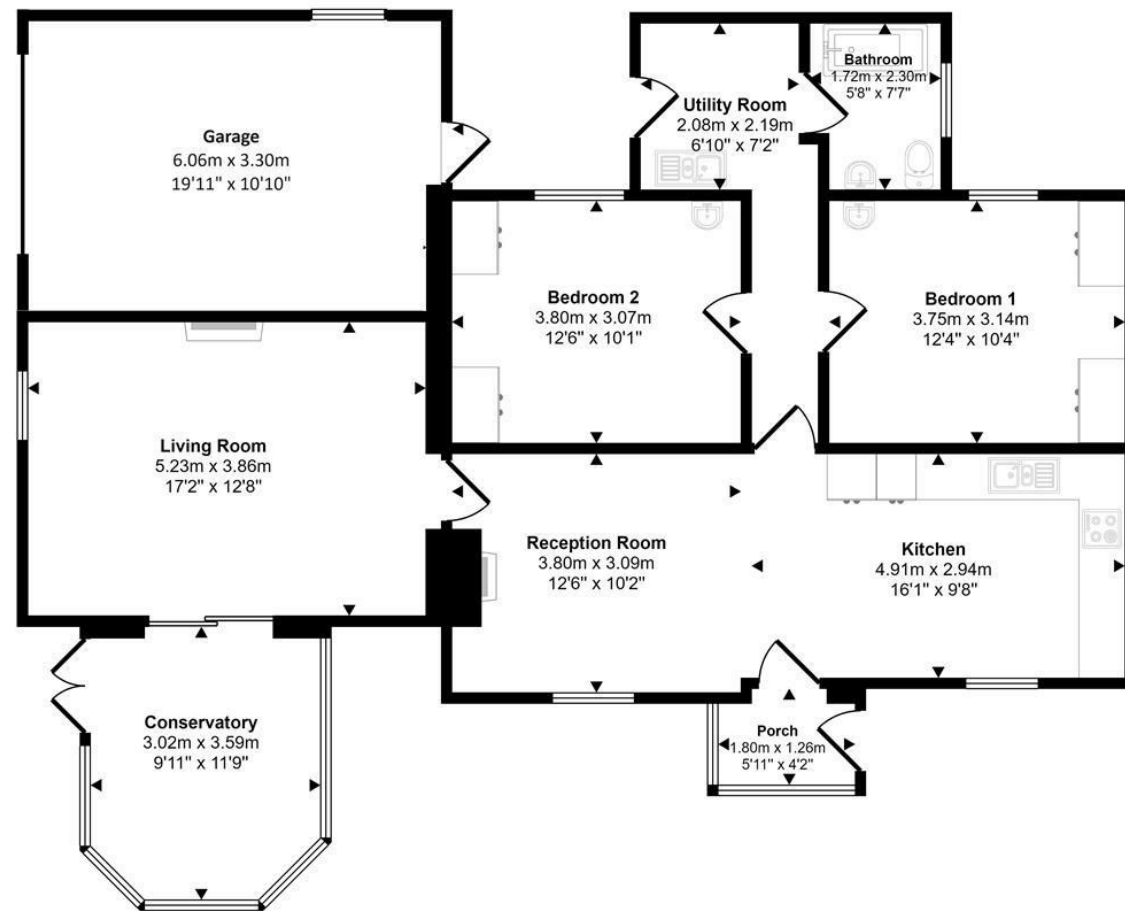 Garage
6.06m x 3.30m
19'11" x 10'10"
Utility Room
2.08m x 2.19m
6'10" x 7'2"
Bathroom
1.72m x 2.30m
5'8" x 7'7"
Bedroom 2
3.80m x 3.07m
12'6" x 10'1"
Bedroom 1
3.75m x 3.14m
12'4" x 10'4"
Living Room
5.23m x 3.86m
17'2" x 12'8"
Reception Room
3.80m x 3.09m
12'6" x 10'2"
Kitchen
4.91m x 2.94m
16'1" x 9'8"
Conservatory
3.02m x 3.59m
9'11" x 11'9"
Porch
1.80m x 1.26m
5'11" x 4'2"